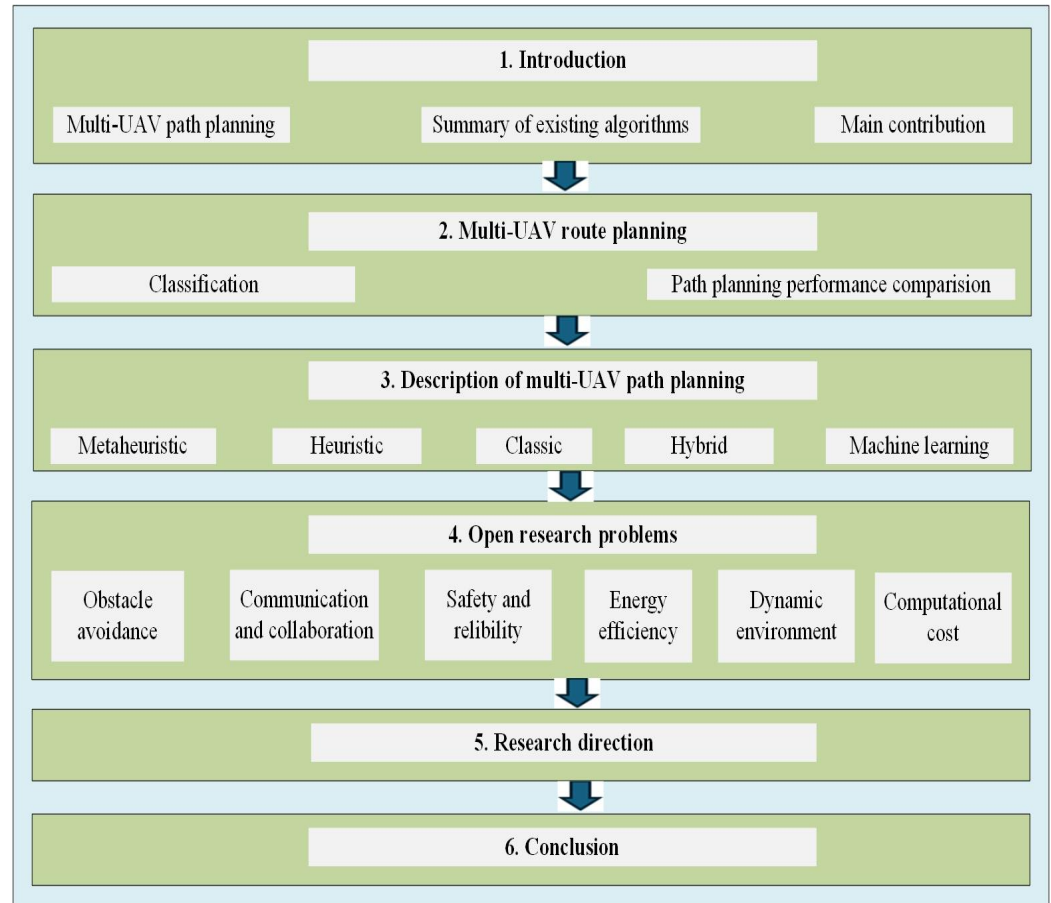 1. Introduction
Multi-UAV path planning
Summary of existing algorithms
Main contribution
2. Multi-UAV route planning
Classification
Path planning performance comparision
3. Description of multi-UAV path planning
Metaheuristic
Heuristic
Classic
Hybrid
Machine learning
4. Open research problems
Obstacle
avoidance
Communication
and collaboration
Safety and
relibility
Energy
efficiency
Dynamic
environment
Computational
cost
5. Research direction
6. Conclusion